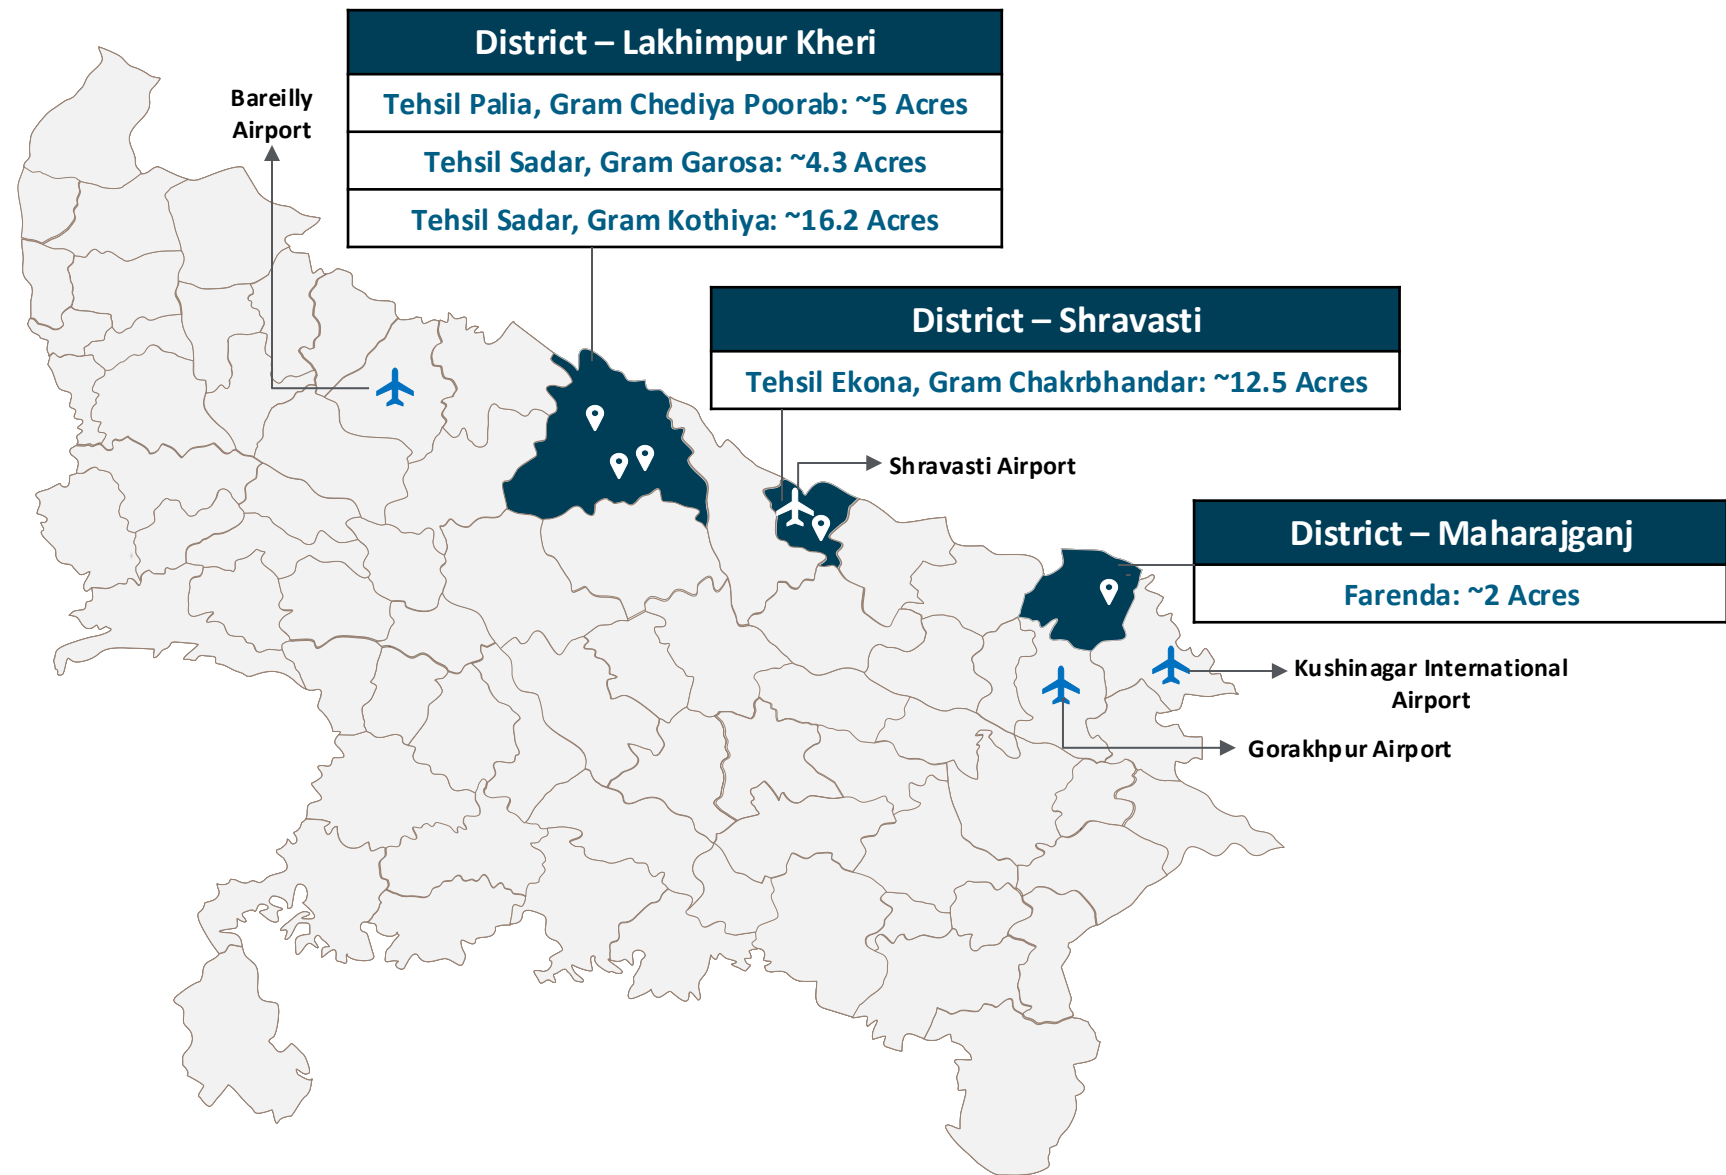 District – Lakhimpur Kheri
Tehsil Palia, Gram Chediya Poorab: ~5 Acres
Tehsil Sadar, Gram Garosa: ~4.3 Acres
Tehsil Sadar, Gram Kothiya: ~16.2 Acres
Bareilly
Airport
District – Shravasti
Tehsil Ekona, Gram Chakrbhandar: ~12.5 Acres
Shravasti Airport
District – Maharajganj
Farenda: ~2 Acres
Kushinagar International
Airport
Gorakhpur Airport